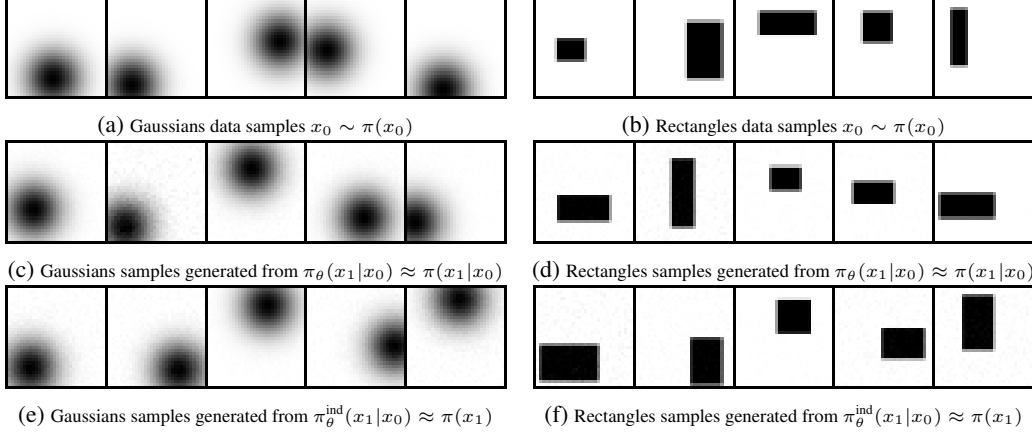 (a) Gaussians data samples x₀ ∼ π(x₀)
(b) Rectangles data samples x₀ ∼ π(x₀)
(c) Gaussians samples generated from π_θ(x₁|x₀) ≈ π(x₁|x₀)
(d) Rectangles samples generated from π_θ(x₁|x₀) ≈ π(x₁|x₀)
(e) Gaussians samples generated from π_θ^ind(x₁|x₀) ≈ π(x₁)
(f) Rectangles samples generated from π_θ^ind(x₁|x₀) ≈ π(x₁)